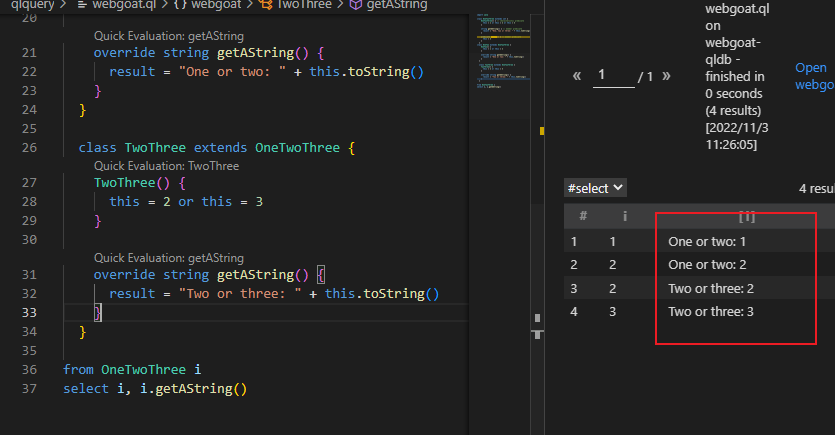 qlquery > webgoat.ql > {} webgoat > TwoThree > getAString
20
Quick Evaluation: getAString
21 override string getAString() {
22 result = "One or two: " + this.toString()
23 }
24 }
25
26 class TwoThree extends OneTwoThree {
Quick Evaluation: TwoThree
27 TwoThree() {
28 this = 2 or this = 3
29 }
30
Quick Evaluation: getAString
31 override string getAString() {
32 result = "Two or three: " + this.toString()
33 }
34 }
35
36 from OneTwoThree i
37 select i, i.getAString()
« 1 / 1 »
webgoat.ql
on
webgoat-
qldb -
finished in
0 seconds
(4 results)
[2022/11/3
11:26:05]
Open
webgo
#select
4 resul
# i [1]
1 1 One or two: 1
2 2 One or two: 2
3 2 Two or three: 2
4 3 Two or three: 3